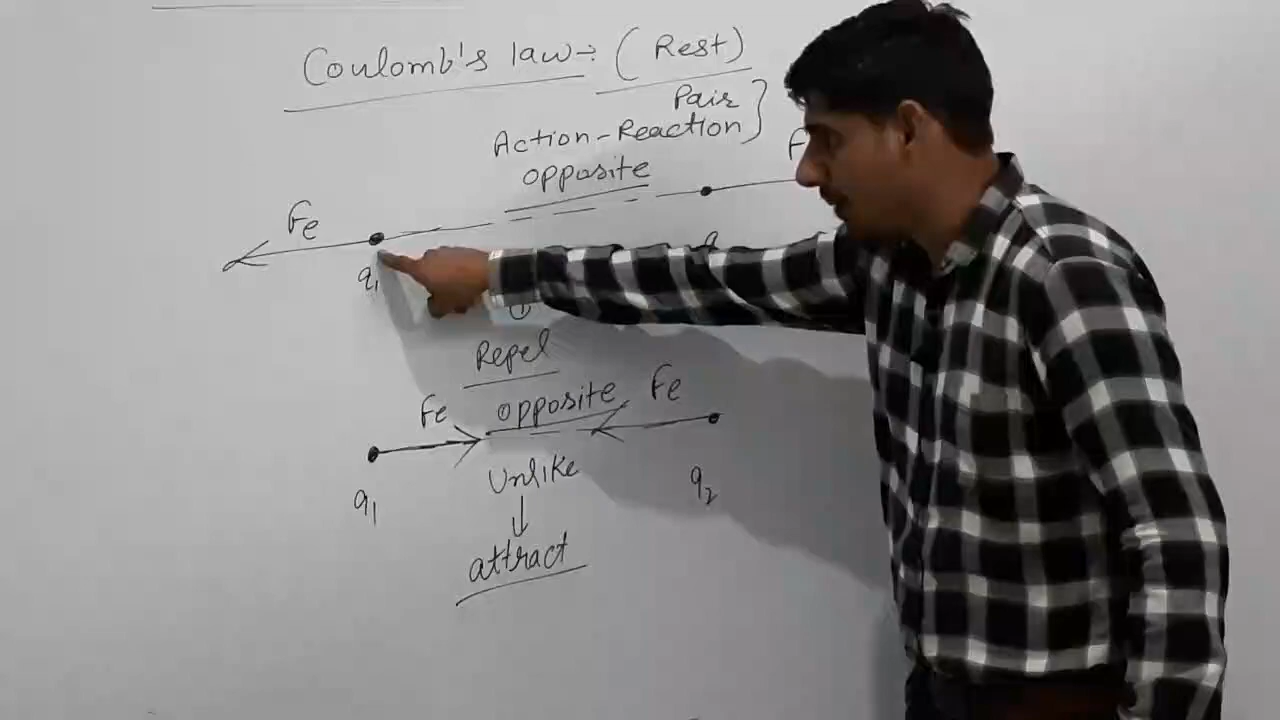 Coulomb's law :- (Rest)
Pair }
Action-Reaction
opposite
Fe
q1
Repel
Fe opposite Fe
q1 Unlike q2
↓
attract